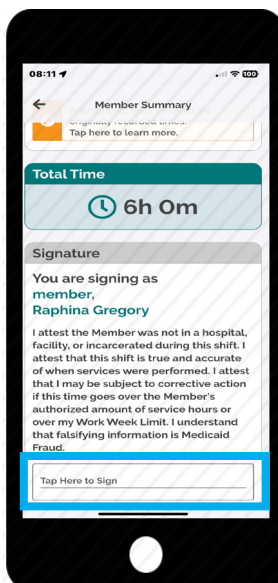 08:11
100
Member Summary
originally recorded times.
Tap here to learn more.
Total Time
6h 0m
Signature
You are signing as
member,
Raphina Gregory
I attest the Member was not in a hospital,
facility, or incarcerated during this shift. I
attest that this shift is true and accurate
of when services were performed. I attest
that I may be subject to corrective action
if this time goes over the Member's
authorized amount of service hours or
over my Work Week Limit. I understand
that falsifying information is Medicaid
Fraud.
Tap Here to Sign